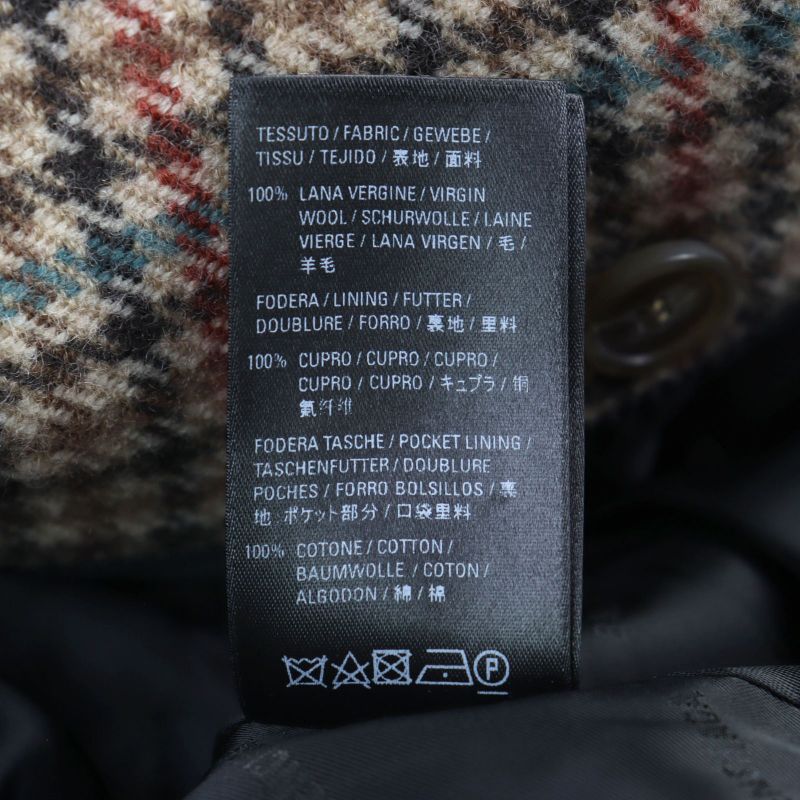 TESSUTO / FABRIC / GEWEBE /
TISSU / TEJIDO / 表地 / 面料
100% LANA VERGINE / VIRGIN
WOOL / SCHURWOLLE / LAINE
VIERGE / LANA VIRGEN / 毛 /
羊毛
FODERA / LINING / FUTTER /
DOUBLURE / FORRO / 裏地 / 里料
100% CUPRO / CUPRO / CUPRO /
CUPRO / CUPRO / キュプラ / 铜
氨纤维
FODERA TASCHE / POCKET LINING /
TASCHENFUTTER / DOUBLURE
POCHES / FORRO BOLSILLOS / 裏
地 ポケット部分 / 口袋里料
100% COTONE / COTTON /
BAUMWOLLE / COTON /
ALGODON / 綿 / 棉
P